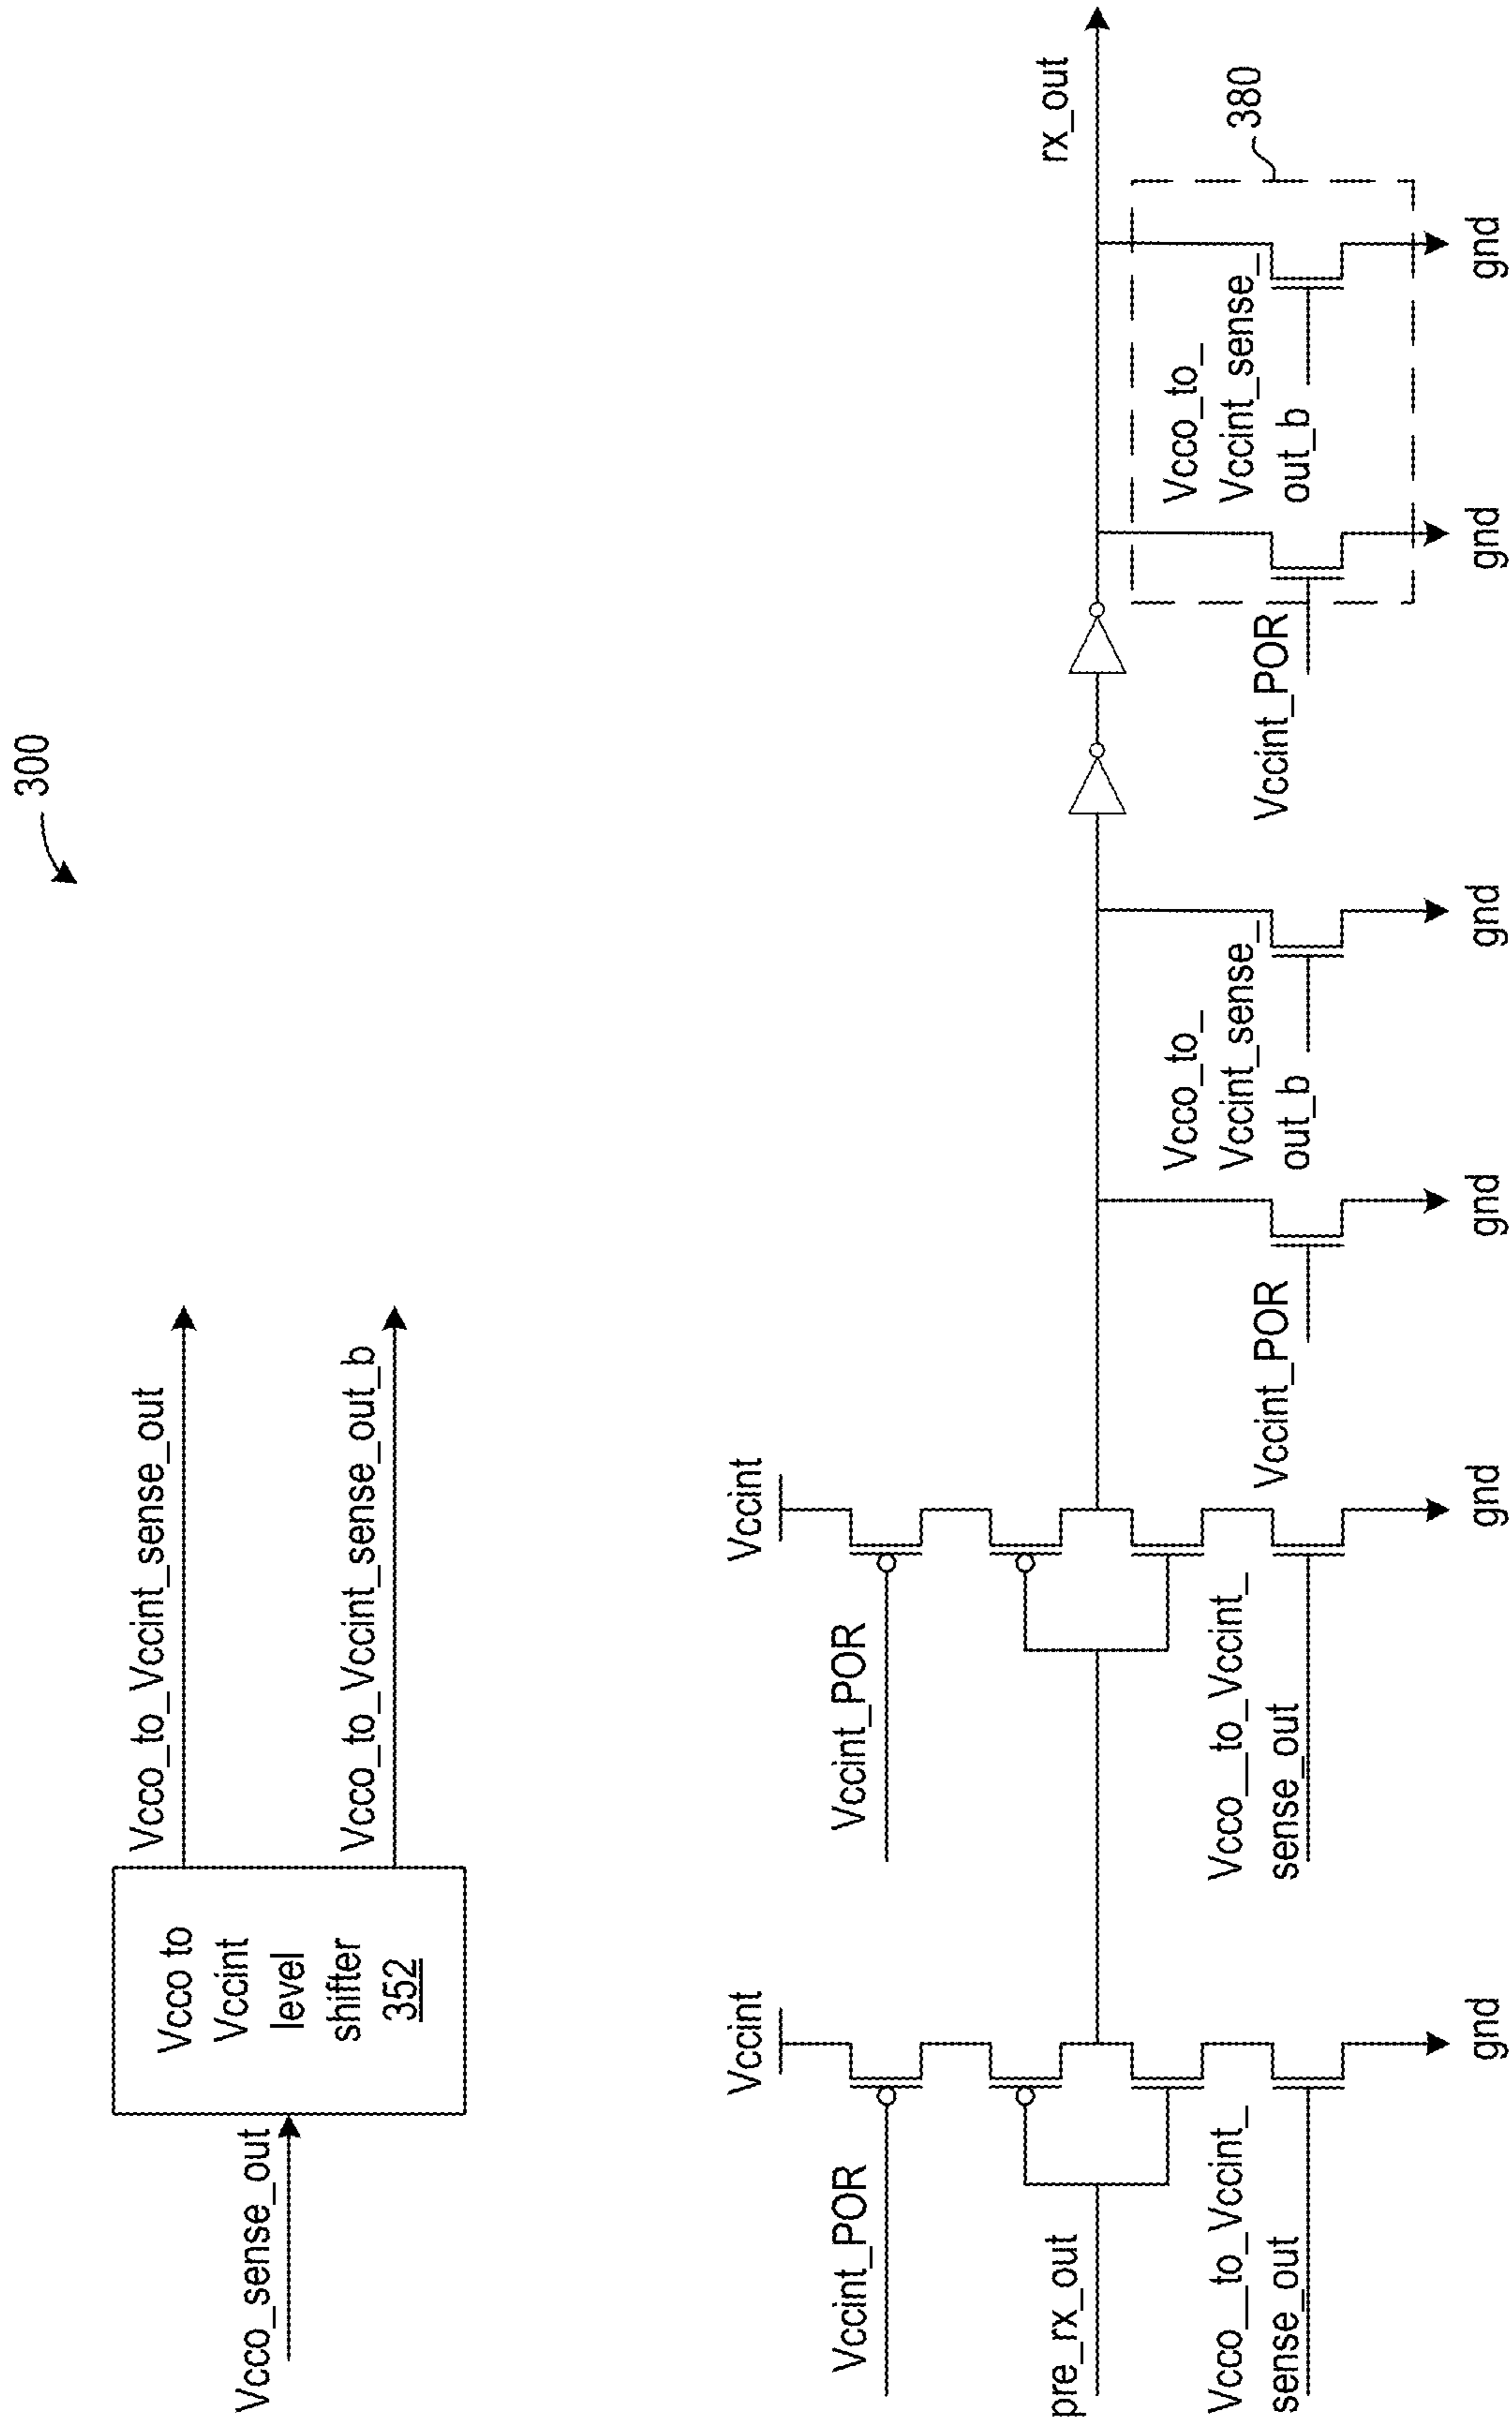 300
Vcco_sense_out
Vcco to
Vccint
level
shifter
352
Vcco_to_Vccint_sense_out
Vcco_to_Vccint_sense_out_b
Vccint
Vccint_POR
pre_rx_out
Vcco__to_Vccint_
sense_out
gnd
Vccint
Vccint_POR
Vcco__to_Vccint_
sense_out
gnd
Vccint_POR
gnd
Vcco_to_
Vccint_sense_
out_b
gnd
Vccint_POR
gnd
Vcco_to_
Vccint_sense_
out_b
gnd
380
rx_out